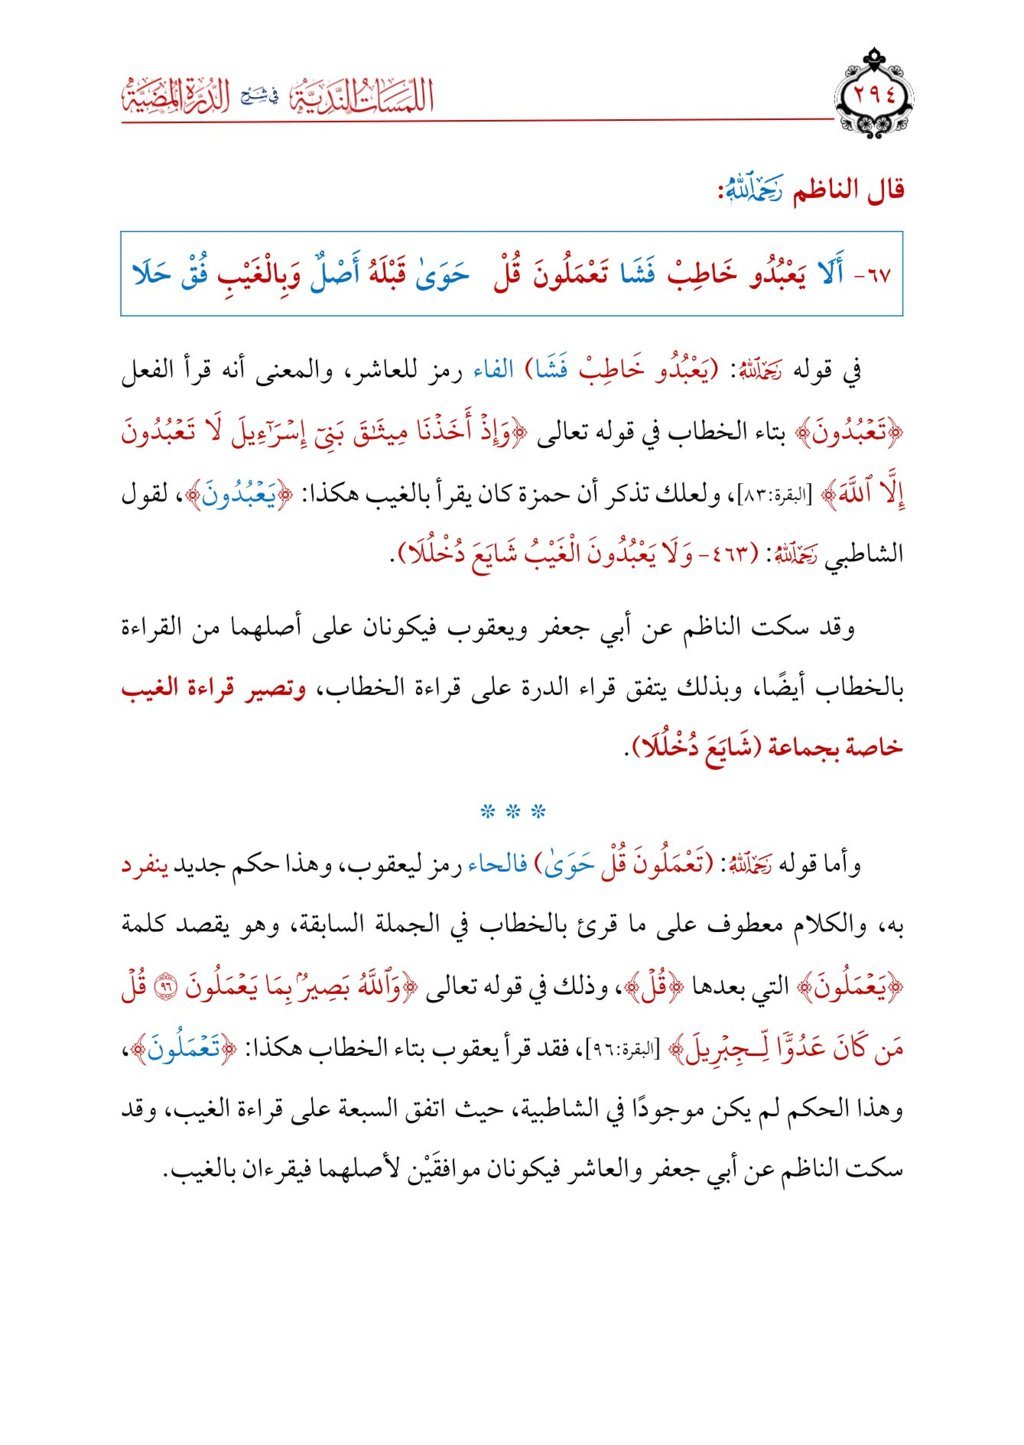 اللمسات الندية في شرح الدرة المضية
٢٩٤
قال الناظم رَحِمَهُ ٱللَّهُ:
٦٧- أَلَا يَعْبُدُو خَاطِبْ فَشَا تَعْمَلُونَ قُلْ حَوَىٰ قَبْلَهُ أَصْلٌ وَبِالْغَيْبِ فُقْ حَلَا
في قوله رَحِمَهُ ٱللَّهُ: (يَعْبُدُو خَاطِبْ فَشَا) الفاء رمز للعاشر، والمعنى أنه قرأ الفعل
﴿تَعۡبُدُونَ﴾ بتاء الخطاب في قوله تعالى ﴿وَإِذۡ أَخَذۡنَا مِيثَٰقَ بَنِيٓ إِسۡرَٰٓءِيلَ لَا تَعۡبُدُونَ
إِلَّا ٱللَّهَ﴾ [البقرة:٨٣]، ولعلك تذكر أن حمزة كان يقرأ بالغيب هكذا: ﴿يَعۡبُدُونَ﴾، لقول
الشاطبي رَحِمَهُ ٱللَّهُ: (٤٦٣- وَلَا يَعْبُدُونَ الْغَيْبُ شَايَعَ دُخْلُلَا).
وقد سكت الناظم عن أبي جعفر ويعقوب فيكونان على أصلهما من القراءة
بالخطاب أيضًا، وبذلك يتفق قراء الدرة على قراءة الخطاب، وتصير قراءة الغيب
خاصة بجماعة (شَايَعَ دُخْلُلَا).
* * *
وأما قوله رَحِمَهُ ٱللَّهُ: (تَعْمَلُونَ قُلْ حَوَىٰ) فالحاء رمز ليعقوب، وهذا حكم جديد ينفرد
به، والكلام معطوف على ما قرئ بالخطاب في الجملة السابقة، وهو يقصد كلمة
﴿يَعۡمَلُونَ﴾ التي بعدها ﴿قُلۡ﴾، وذلك في قوله تعالى ﴿وَٱللَّهُ بَصِيرُۢ بِمَا يَعۡمَلُونَ ۝٩٦ قُلۡ
مَن كَانَ عَدُوّٗا لِّـجِبۡرِيلَ﴾ [البقرة:٩٦]، فقد قرأ يعقوب بتاء الخطاب هكذا: ﴿تَعۡمَلُونَ﴾،
وهذا الحكم لم يكن موجودًا في الشاطبية، حيث اتفق السبعة على قراءة الغيب، وقد
سكت الناظم عن أبي جعفر والعاشر فيكونان موافقَيْن لأصلهما فيقرءان بالغيب.